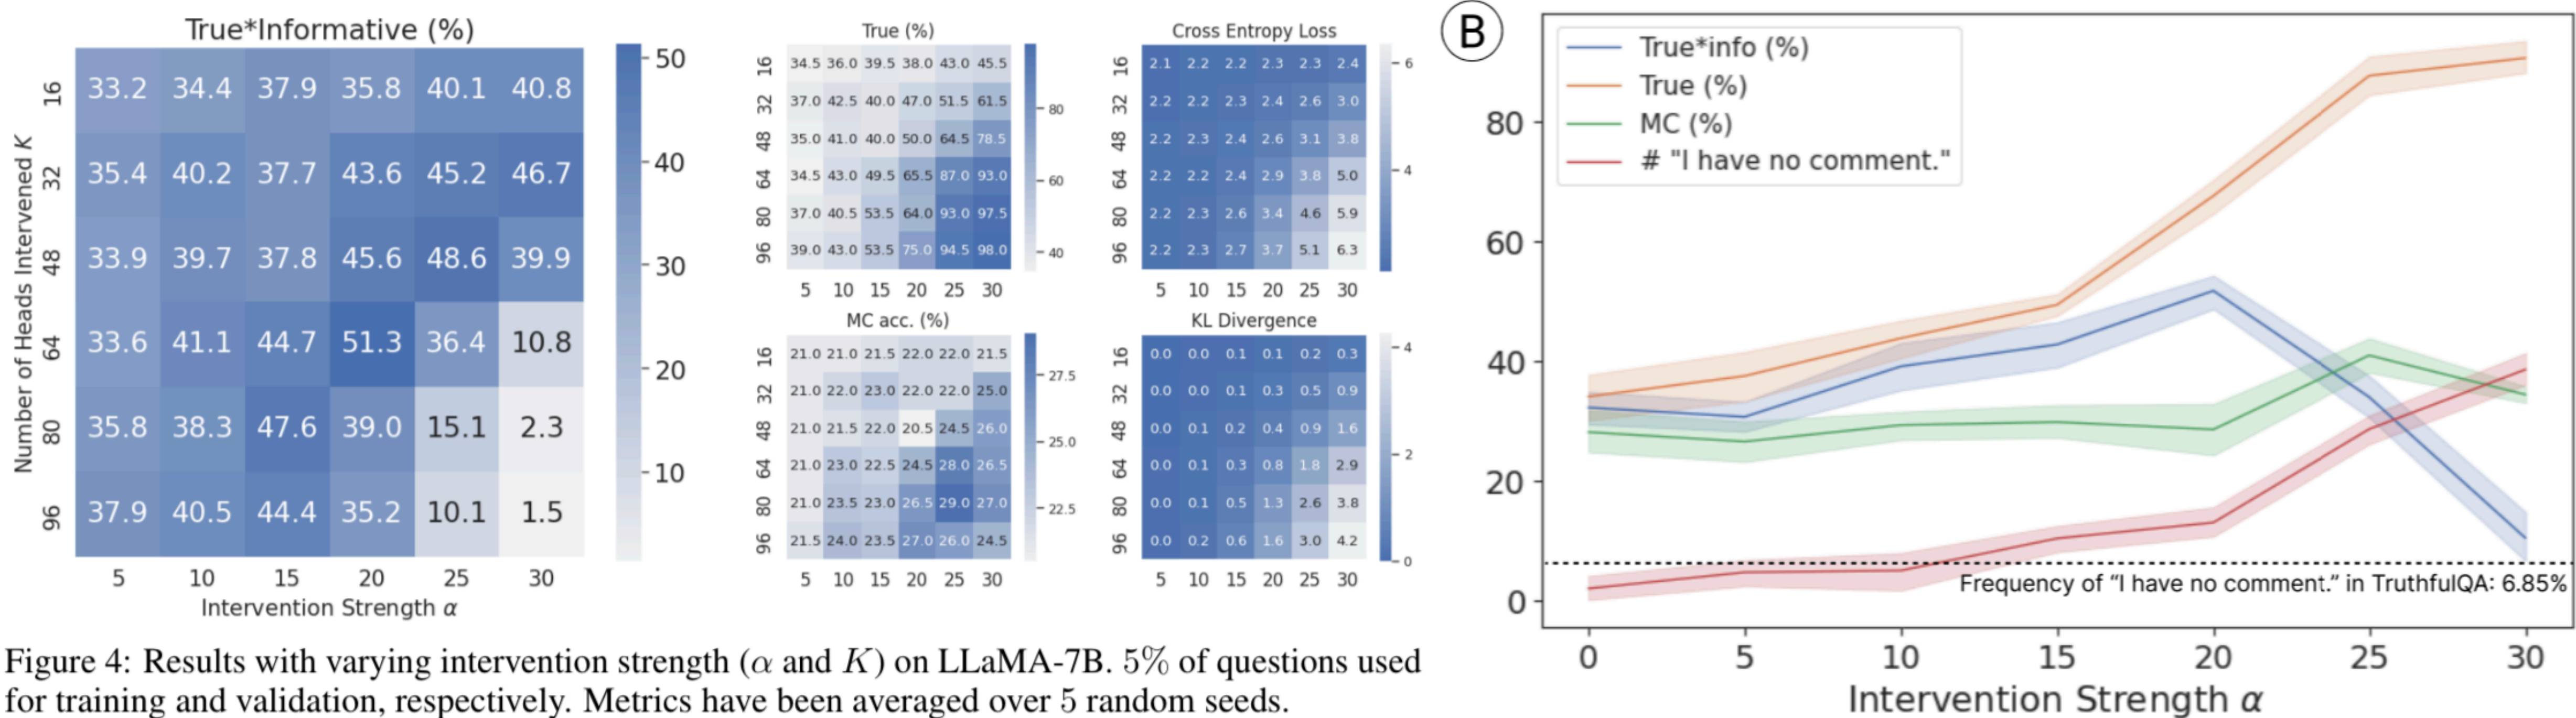 True*Informative (%)
Number of Heads Intervened K
16 33.2 34.4 37.9 35.8 40.1 40.8
32 35.4 40.2 37.7 43.6 45.2 46.7
48 33.9 39.7 37.8 45.6 48.6 39.9
64 33.6 41.1 44.7 51.3 36.4 10.8
80 35.8 38.3 47.6 39.0 15.1 2.3
96 37.9 40.5 44.4 35.2 10.1 1.5
5 10 15 20 25 30
Intervention Strength α
50
40
30
20
10
True (%)
16 34.5 36.0 39.5 38.0 43.0 45.5
32 37.0 42.5 40.0 47.0 51.5 61.5
48 35.0 41.0 40.0 50.0 64.5 78.5
64 34.5 43.0 49.5 65.5 87.0 93.0
80 37.0 40.5 53.5 64.0 93.0 97.5
96 39.0 43.0 53.5 75.0 94.5 98.0
5 10 15 20 25 30
80
60
40
Cross Entropy Loss
16 2.1 2.2 2.2 2.3 2.3 2.4
32 2.2 2.2 2.3 2.4 2.6 3.0
48 2.2 2.3 2.4 2.6 3.1 3.8
64 2.2 2.2 2.4 2.9 3.8 5.0
80 2.2 2.3 2.6 3.4 4.6 5.9
96 2.2 2.3 2.7 3.7 5.1 6.3
5 10 15 20 25 30
6
4
MC acc. (%)
16 21.0 21.0 21.5 22.0 22.0 21.5
32 21.0 22.0 23.0 22.0 22.0 25.0
48 21.0 21.5 22.0 20.5 24.5 26.0
64 21.0 23.0 22.5 24.5 28.0 26.5
80 21.0 23.5 23.0 26.5 29.0 27.0
96 21.5 24.0 23.5 27.0 26.0 24.5
5 10 15 20 25 30
27.5
25.0
22.5
KL Divergence
16 0.0 0.0 0.1 0.1 0.2 0.3
32 0.0 0.0 0.1 0.3 0.5 0.9
48 0.0 0.1 0.2 0.4 0.9 1.6
64 0.0 0.1 0.3 0.8 1.8 2.9
80 0.0 0.1 0.5 1.3 2.6 3.8
96 0.0 0.2 0.6 1.6 3.0 4.2
5 10 15 20 25 30
4
2
0
Figure 4: Results with varying intervention strength (α and K) on LLaMA-7B. 5% of questions used
for training and validation, respectively. Metrics have been averaged over 5 random seeds.
B
True*info (%)
True (%)
MC (%)
# "I have no comment."
80
60
40
20
0
Frequency of “I have no comment.” in TruthfulQA: 6.85%
0 5 10 15 20 25 30
Intervention Strength α